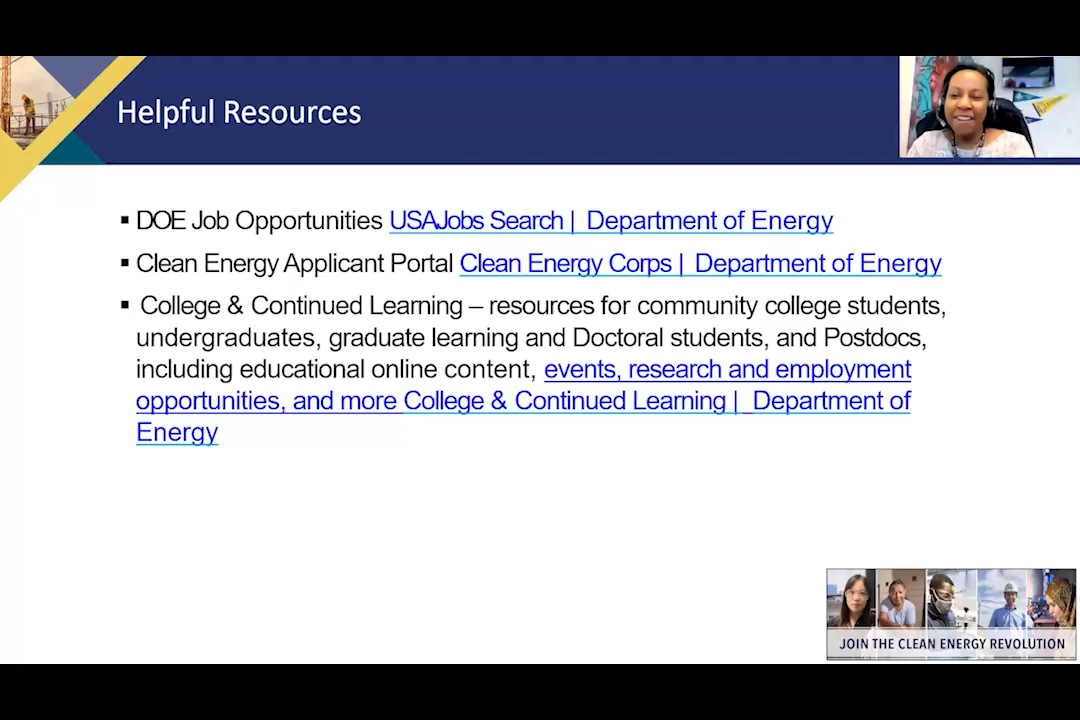 Helpful Resources
▪ DOE Job Opportunities USAJobs Search | Department of Energy
▪ Clean Energy Applicant Portal Clean Energy Corps | Department of Energy
▪ College & Continued Learning – resources for community college students,
undergraduates, graduate learning and Doctoral students, and Postdocs,
including educational online content, events, research and employment
opportunities, and more College & Continued Learning | Department of
Energy
JOIN THE CLEAN ENERGY REVOLUTION